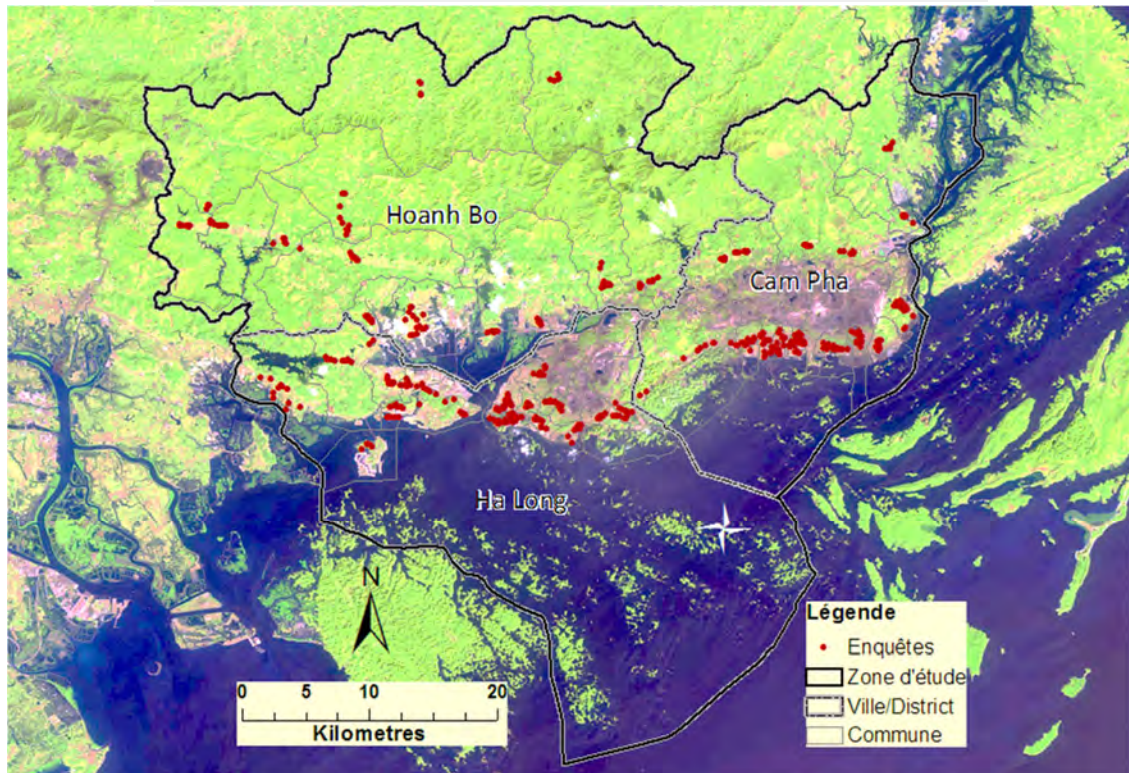 Hoanh Bo
Cam Pha
Ha Long
N
0 5 10 20
Kilometres
Légende
Enquêtes
Zone d'étude
Ville/District
Commune